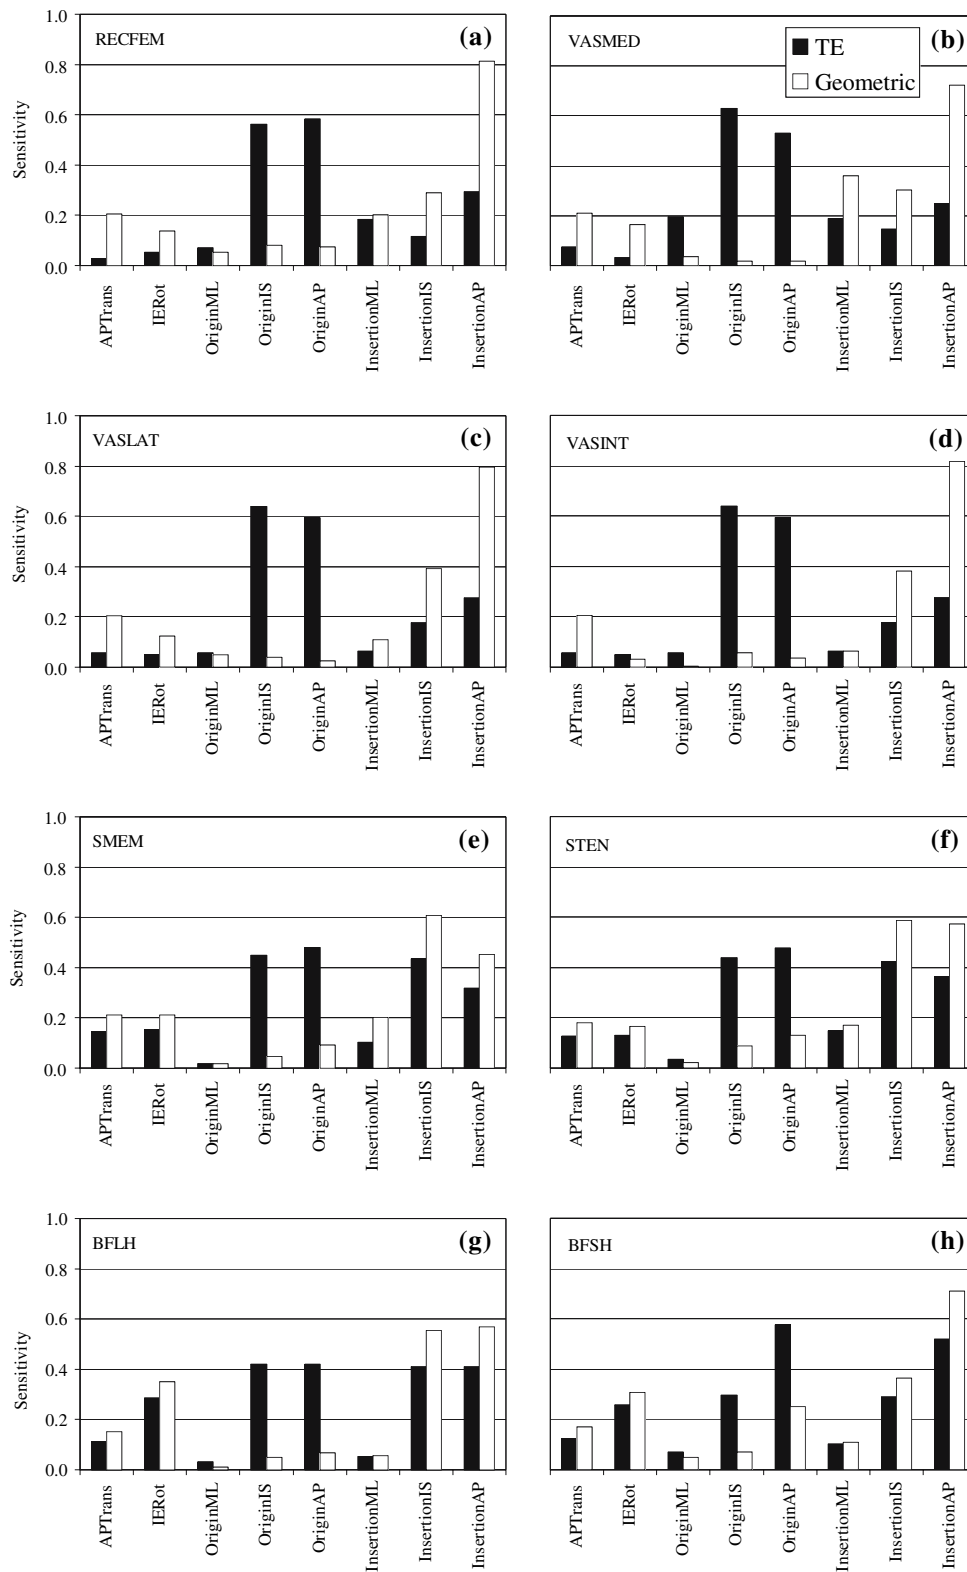 RECFEM
(a)
Sensitivity
1.0
0.8
0.6
0.4
0.2
0.0
APTrans
IERot
OriginML
OriginIS
OriginAP
InsertionML
InsertionIS
InsertionAP
VASMED
(b)
TE
Geometric
APTrans
IERot
OriginML
OriginIS
OriginAP
InsertionML
InsertionIS
InsertionAP
VASLAT
(c)
Sensitivity
1.0
0.8
0.6
0.4
0.2
0.0
APTrans
IERot
OriginML
OriginIS
OriginAP
InsertionML
InsertionIS
InsertionAP
VASINT
(d)
APTrans
IERot
OriginML
OriginIS
OriginAP
InsertionML
InsertionIS
InsertionAP
SMEM
(e)
Sensitivity
1.0
0.8
0.6
0.4
0.2
0.0
APTrans
IERot
OriginML
OriginIS
OriginAP
InsertionML
InsertionIS
InsertionAP
STEN
(f)
APTrans
IERot
OriginML
OriginIS
OriginAP
InsertionML
InsertionIS
InsertionAP
BFLH
(g)
Sensitivity
1.0
0.8
0.6
0.4
0.2
0.0
APTrans
IERot
OriginML
OriginIS
OriginAP
InsertionML
InsertionIS
InsertionAP
BFSH
(h)
APTrans
IERot
OriginML
OriginIS
OriginAP
InsertionML
InsertionIS
InsertionAP